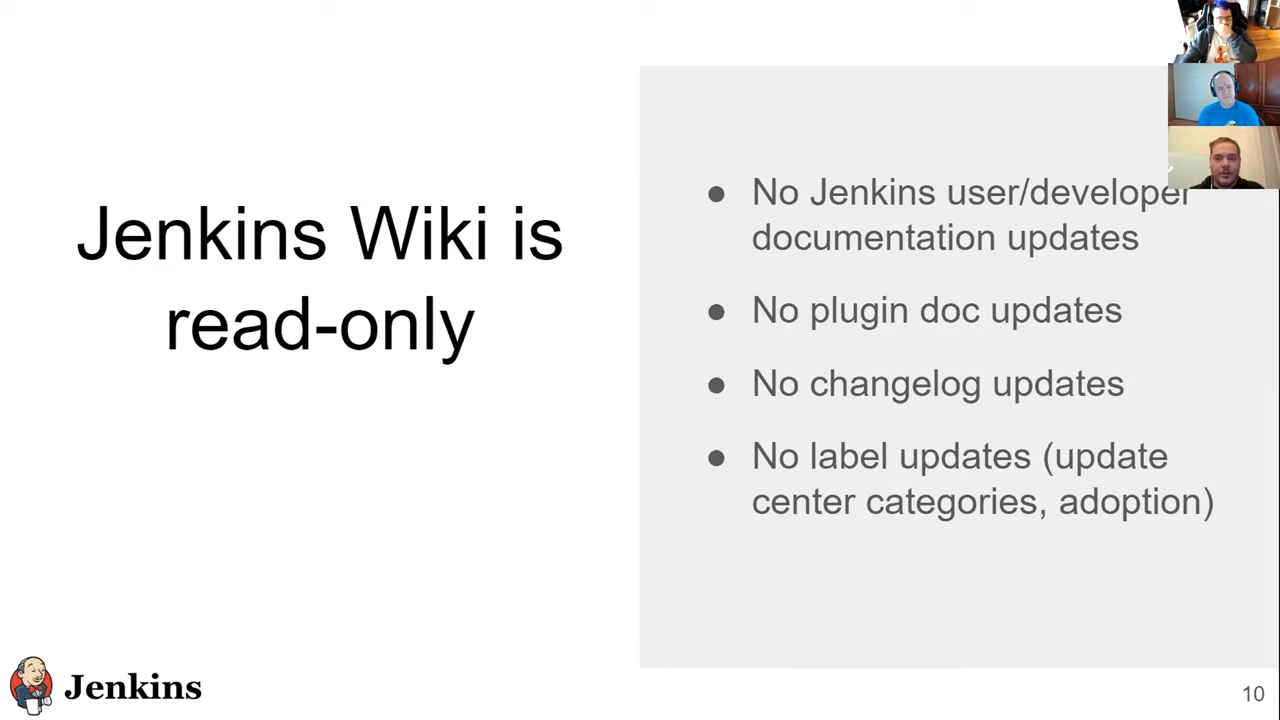 Jenkins Wiki is
read-only
● No Jenkins user/developer
documentation updates
● No plugin doc updates
● No changelog updates
● No label updates (update
center categories, adoption)
Jenkins
10